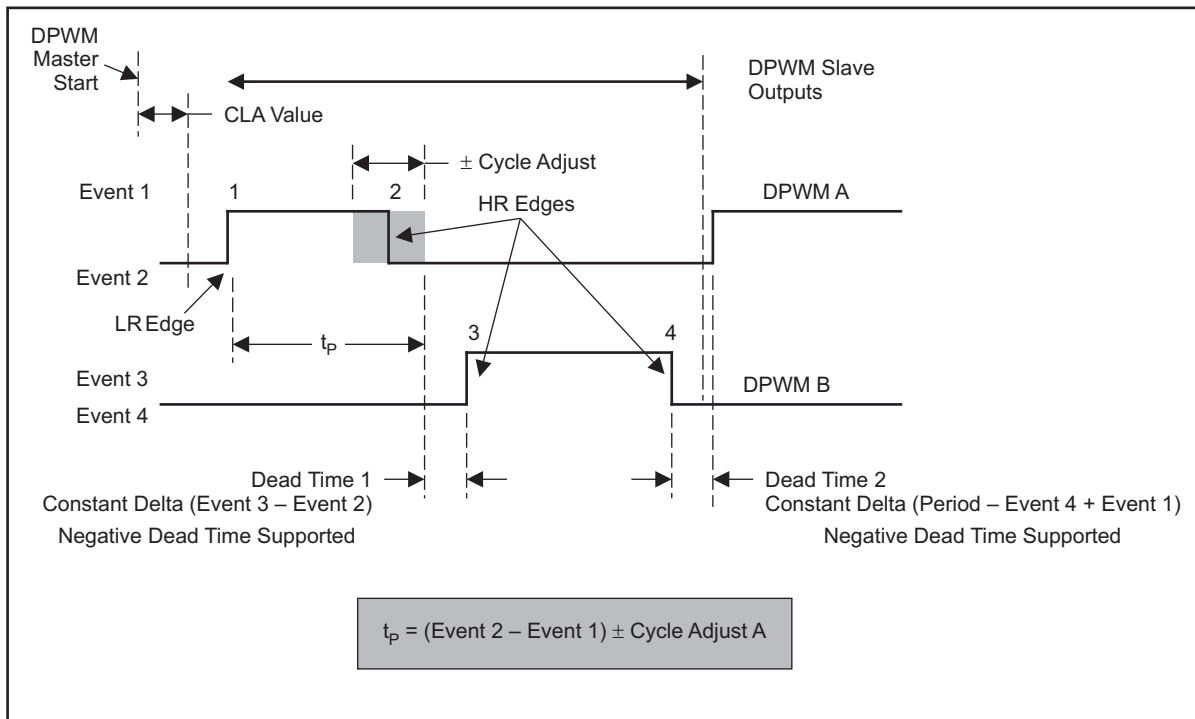 DPWM
Master
Start
DPWM Slave
Outputs
CLA Value
± Cycle Adjust
Event 1
1
2
HR Edges
DPWM A
Event 2
LR Edge
tP
3
4
Event 3
DPWM B
Event 4
Dead Time 1
Constant Delta (Event 3 – Event 2)
Negative Dead Time Supported
Dead Time 2
Constant Delta (Period – Event 4 + Event 1)
Negative Dead Time Supported
tP = (Event 2 – Event 1) ± Cycle Adjust A